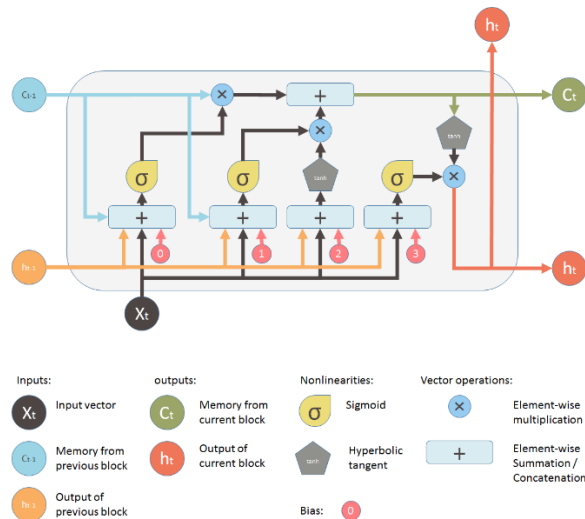 ht
Ct-1
×
+
Ct
tanh
σ
σ
×
tanh
σ
×
+
+
+
+
0
1
2
3
ht-1
ht
Xt
Inputs:
outputs:
Nonlinearities:
Vector operations:
Xt
Input vector
Ct
Memory from
current block
σ
Sigmoid
×
Element-wise
multiplication
Ct-1
Memory from
previous block
ht
Output of
current block
Hyperbolic
tangent
tanh
+
Element-wise
Summation /
Concatenation
ht-1
Output of
previous block
Bias:
0